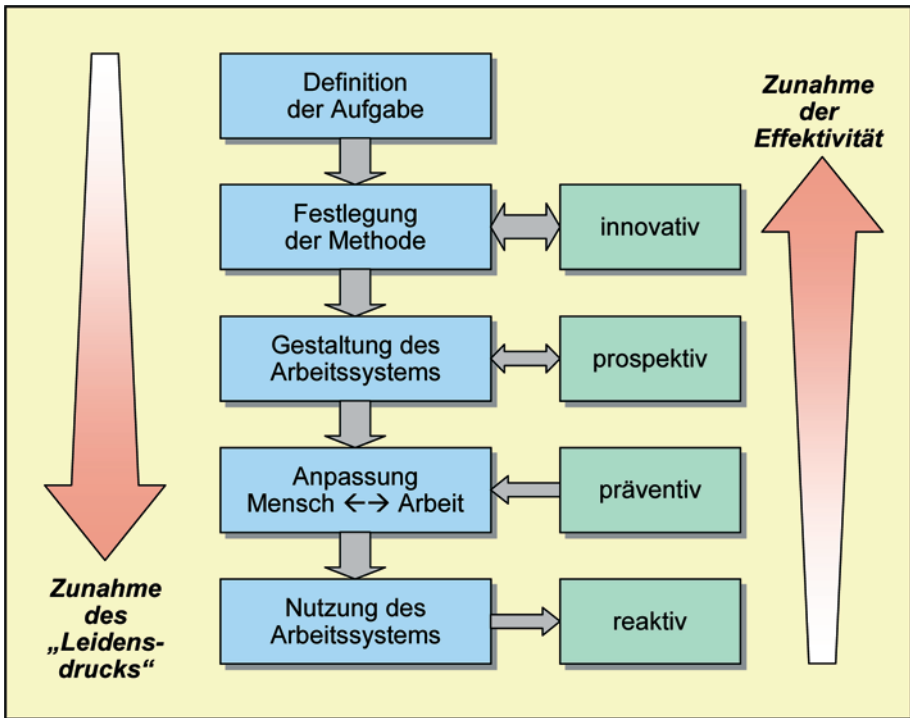 Definition
der Aufgabe
Zunahme
der
Effektivität
Festlegung
der Methode
innovativ
Gestaltung des
Arbeitssystems
prospektiv
Anpassung
Mensch ←→ Arbeit
präventiv
Zunahme
des
„Leidens-
drucks“
Nutzung des
Arbeitssystems
reaktiv